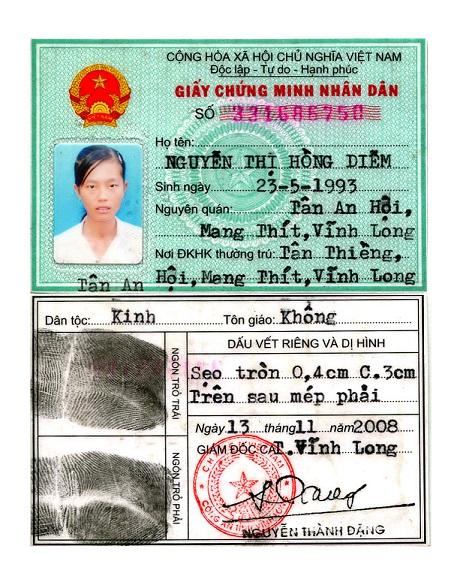 CỘNG HÒA XÃ HỘI CHỦ NGHĨA VIỆT NAM
Độc lập - Tự do - Hạnh phúc
GIẤY CHỨNG MINH NHÂN DÂN
SỐ 331686750
Họ tên:
NGUYỄN THỊ HỒNG DIỄM
Sinh ngày 23-5-1993
Nguyên quán: Tân An Hội,
Mang Thít, Vĩnh Long
Nơi ĐKHK thường trú: Tân Thiềng,
Tân An Hội, Mang Thít, Vĩnh Long
Dân tộc: Kinh Tôn giáo: Không
NGÓN TRỎ TRÁI
NGÓN TRỎ PHẢI
DẤU VẾT RIÊNG VÀ DỊ HÌNH
Sẹo tròn 0,4cm C.3cm
Trên sau mép phải
Ngày 13 tháng 11 năm 2008
GIÁM ĐỐC CA T.Vĩnh Long
NGUYỄN THÀNH ĐẶNG